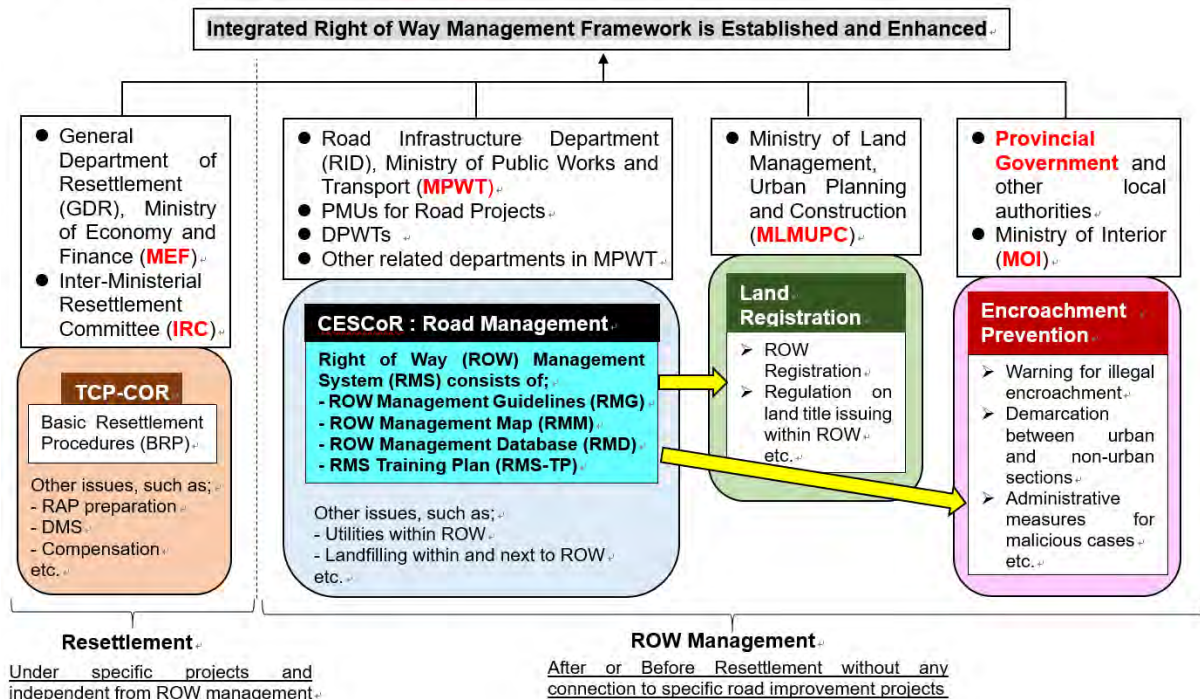 Integrated Right of Way Management Framework is Established and Enhanced
● General
Department of
Resettlement
(GDR), Ministry
of Economy and
Finance (MEF)
● Inter-Ministerial
Resettlement
Committee (IRC)
TCP-COR
Basic Resettlement
Procedures (BRP)
Other issues, such as;
- RAP preparation
- DMS
- Compensation
etc.
● Road Infrastructure Department
(RID), Ministry of Public Works and
Transport (MPWT)
● PMUs for Road Projects
● DPWTs
● Other related departments in MPWT
CESCoR : Road Management
Right of Way (ROW) Management
System (RMS) consists of;
- ROW Management Guidelines (RMG)
- ROW Management Map (RMM)
- ROW Management Database (RMD)
- RMS Training Plan (RMS-TP)
Other issues, such as;
- Utilities within ROW
- Landfilling within and next to ROW
etc.
● Ministry of Land
Management,
Urban Planning
and Construction
(MLMUPC)
Land
Registration
➢ ROW
Registration
➢ Regulation on
land title issuing
within ROW
etc.
● Provincial
Government and
other local
authorities
● Ministry of Interior
(MOI)
Encroachment
Prevention
➢ Warning for illegal
encroachment
➢ Demarcation
between urban
and non-urban
sections
➢ Administrative
measures for
malicious cases
etc.
Resettlement
Under specific projects and
independent from ROW management
ROW Management
After or Before Resettlement without any
connection to specific road improvement projects